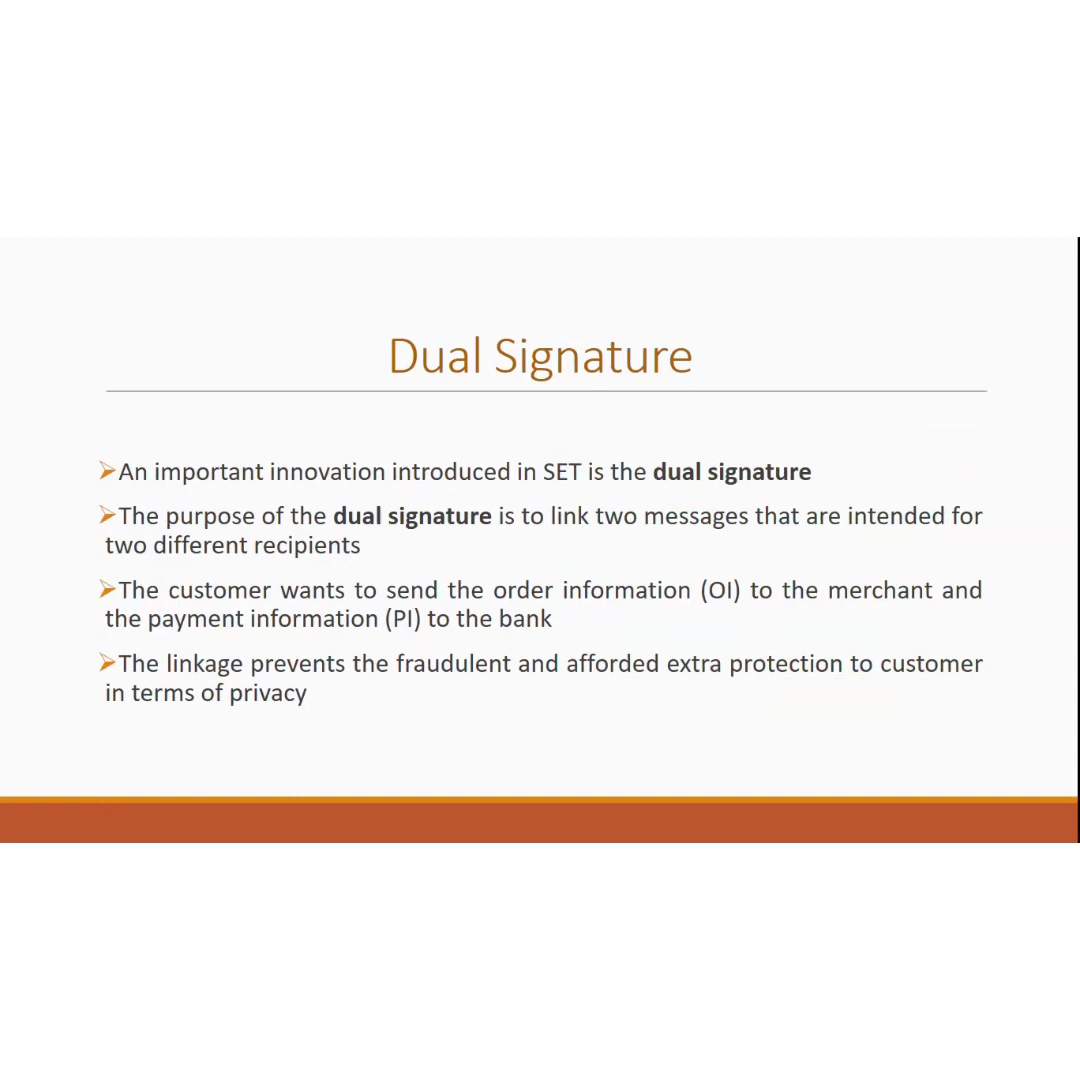 Dual Signature
➢An important innovation introduced in SET is the dual signature
➢The purpose of the dual signature is to link two messages that are intended for
two different recipients
➢The customer wants to send the order information (OI) to the merchant and
the payment information (PI) to the bank
➢The linkage prevents the fraudulent and afforded extra protection to customer
in terms of privacy